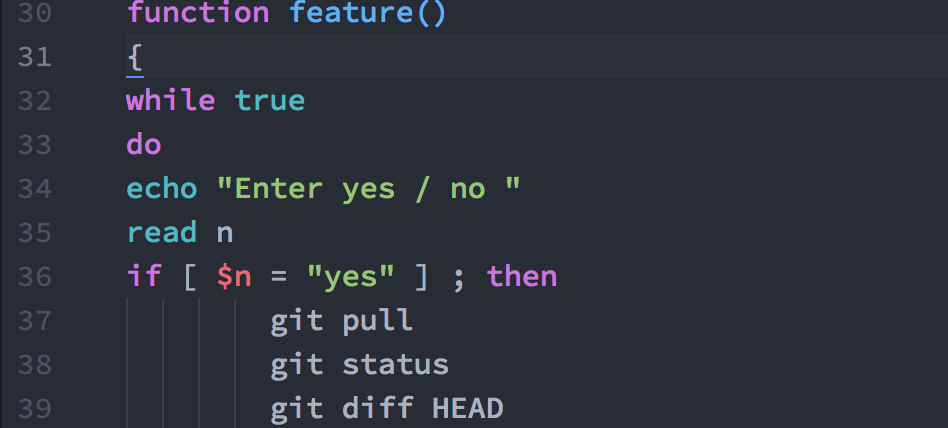 30 function feature()
31 {
32 while true
33 do
34 echo "Enter yes / no "
35 read n
36 if [ $n = "yes" ] ; then
37 git pull
38 git status
39 git diff HEAD